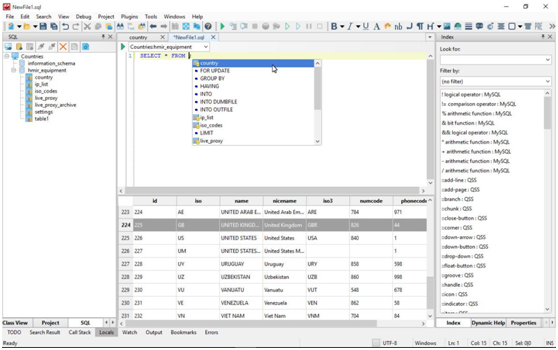 NewFile1.sql
File Edit Search View Debug Project Macros Tools Windows Help
SQL
Countries
information_schema
hmir_equipment
country
ip_list
iso_codes
live_proxy
live_proxy_archive
settings
table1
Class View Project SQL
country *NewFile1.sql
Countries:hmir_equipment
1 SELECT * FROM
country
FOR UPDATE
GROUP BY
HAVING
INTO
INTO DUMBFILE
INTO OUTFILE
ip_list
iso_codes
LIMIT
live_proxy
id iso name nicename iso3 numcode phonecode
223 224 AE UNITED ARAB E... United Arab Em... ARE 784 971
224 225 GB UNITED KINGD... United Kingdom GBR 826 44
225 226 US UNITED STATES United States USA 840 1
226 227 UM UNITED STATES... United States M... 1
227 228 UY URUGUAY Uruguay URY 858 598
228 229 UZ UZBEKISTAN Uzbekistan UZB 860 998
229 230 VU VANUATU Vanuatu VUT 548 678
230 231 VE VENEZUELA Venezuela VEN 862 58
231 232 VN VIET NAM Viet Nam VNM 704 84
Index
Look for:
Filter by:
(no filter)
! logical operator : MySQL
!= comparison operator : MySQL
% arithmetic function : MySQL
& bit function : MySQL
&& logical operator : MySQL
* arithmetic function : MySQL
+ arithmetic function : MySQL
- arithmetic function : MySQL
/ arithmetic function : MySQL
::add-line : QSS
::add-page : QSS
::branch : QSS
::chunk : QSS
::close-button : QSS
::corner : QSS
::down-arrow : QSS
::down-button : QSS
::drop-down : QSS
::float-button : QSS
::groove : QSS
::handle : QSS
::icon : QSS
::indicator : QSS
Index Dynamic Help Properties
TODO Search Result Call Stack Locals Watch Output Bookmarks Errors
Ready UTF-8 Windows Ln: 1 Col: 15 Ch: 15 Sel: 0|0 INS